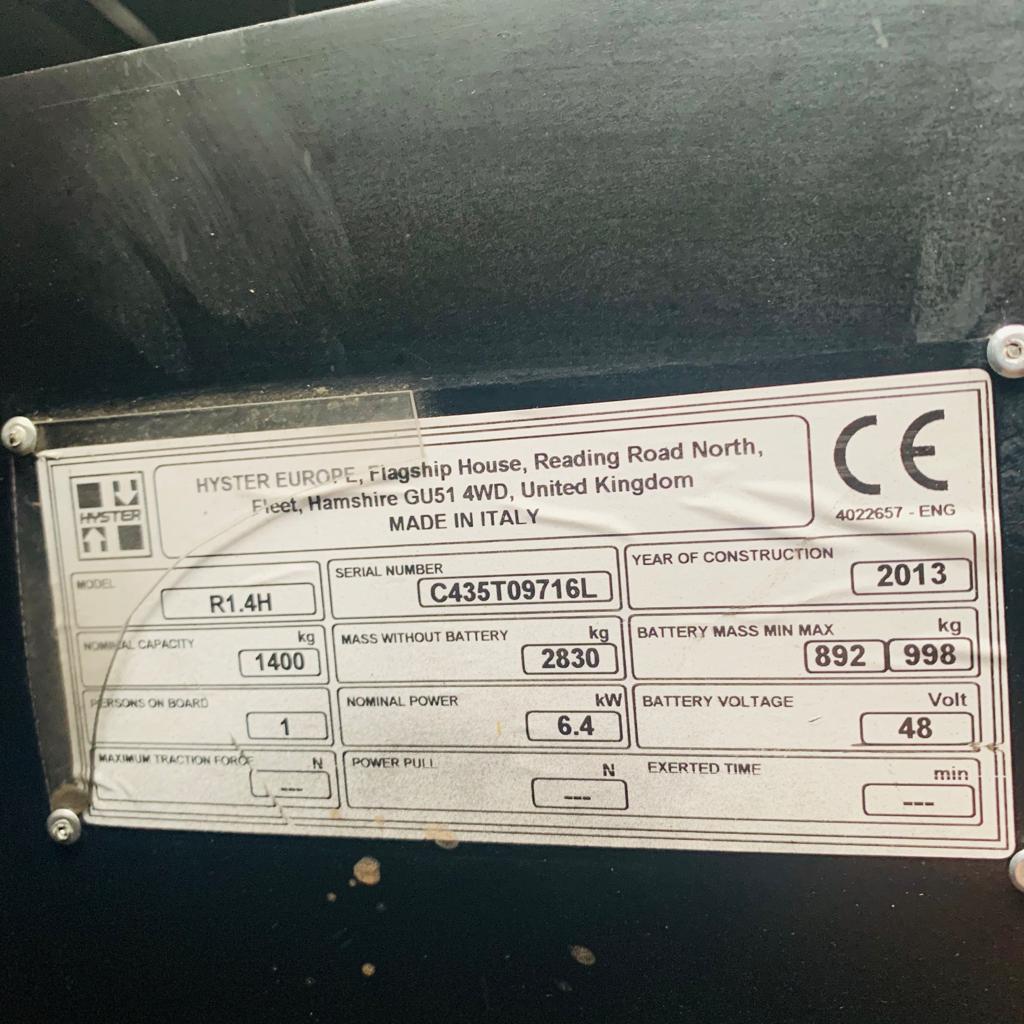 HYSTER
HYSTER EUROPE, Flagship House, Reading Road North,
Fleet, Hamshire GU51 4WD, United Kingdom
MADE IN ITALY
CE
4022657 - ENG
MODEL
R1.4H
SERIAL NUMBER
C435T09716L
YEAR OF CONSTRUCTION
2013
NOMINAL CAPACITY kg
1400
MASS WITHOUT BATTERY kg
2830
BATTERY MASS MIN MAX kg
892 998
PERSONS ON BOARD
1
NOMINAL POWER kW
6.4
BATTERY VOLTAGE Volt
48
MAXIMUM TRACTION FORCE N
---
POWER PULL N
---
EXERTED TIME min
---